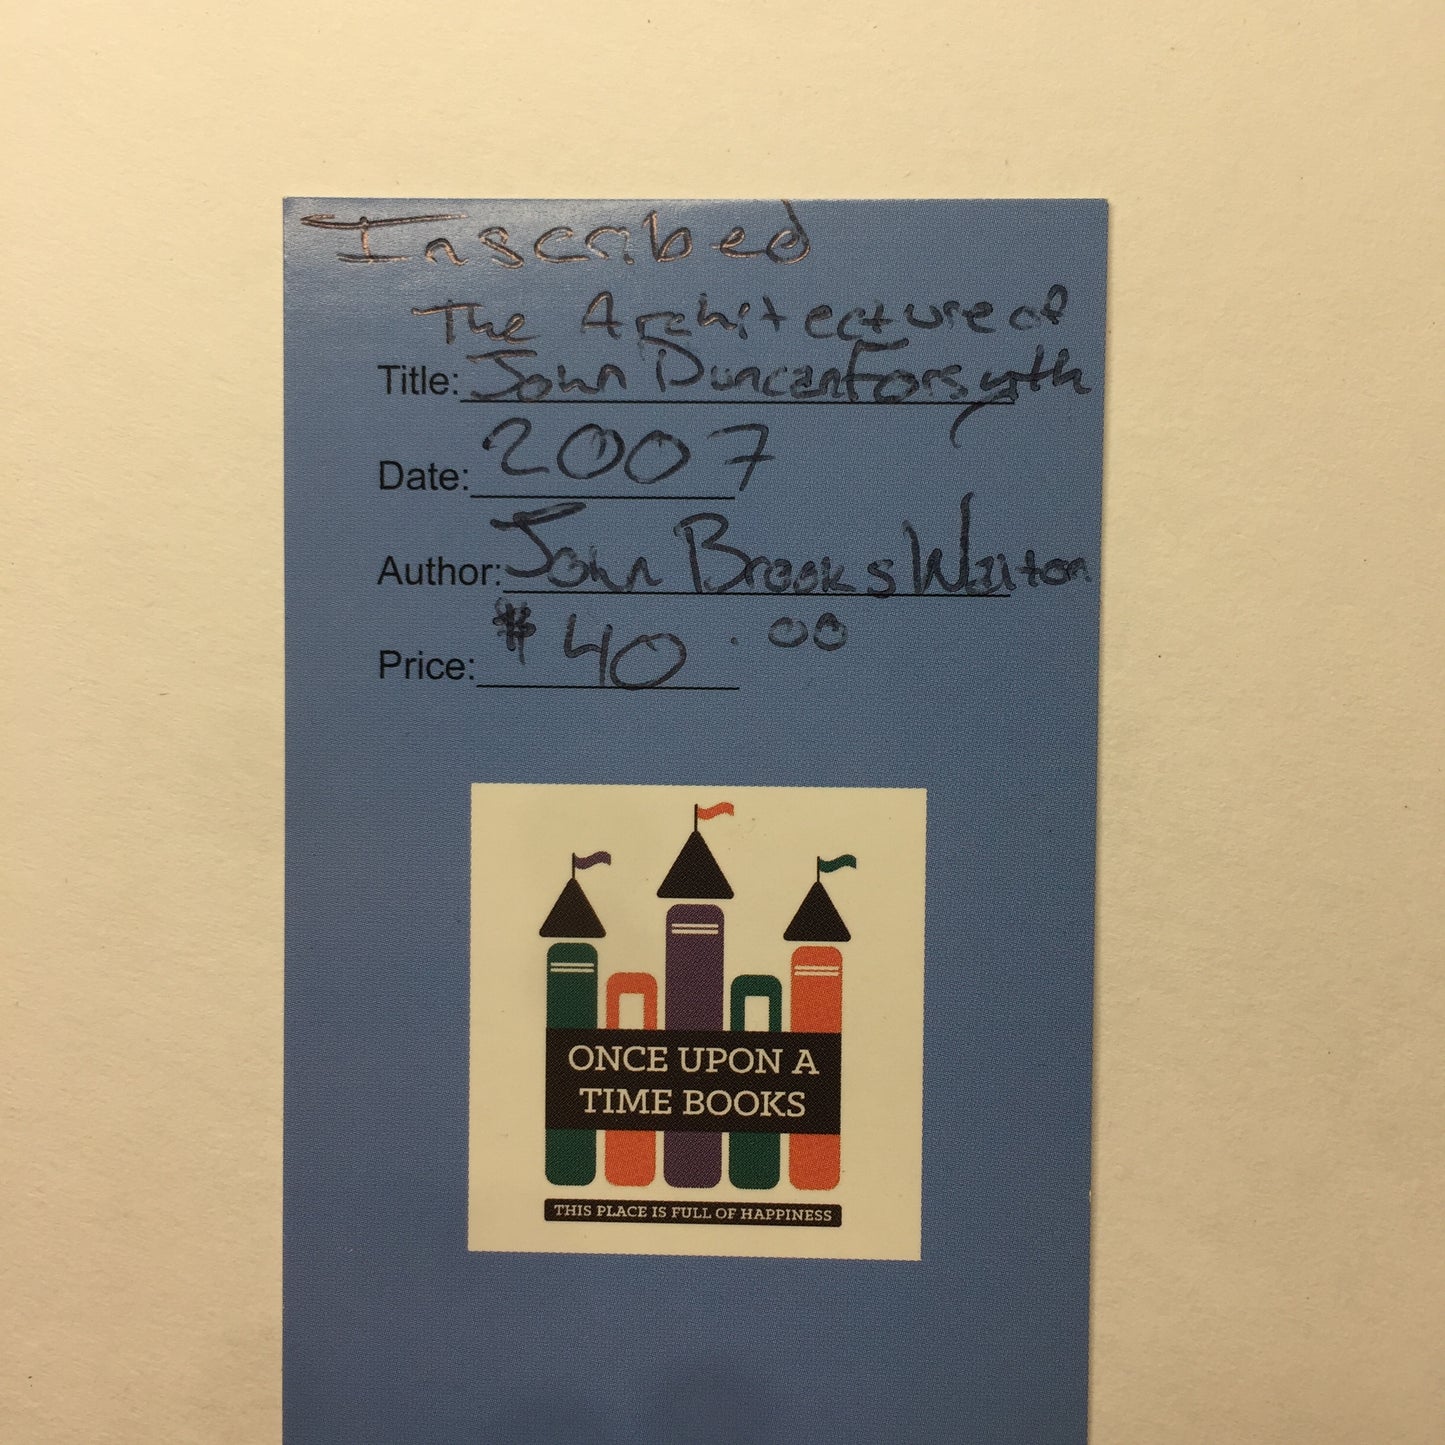 Inscribed
The Architecture of
Title: John Duncan Forsyth
Date: 2007
Author: John Brooks Walton
Price: $40.00
ONCE UPON A
TIME BOOKS
THIS PLACE IS FULL OF HAPPINESS